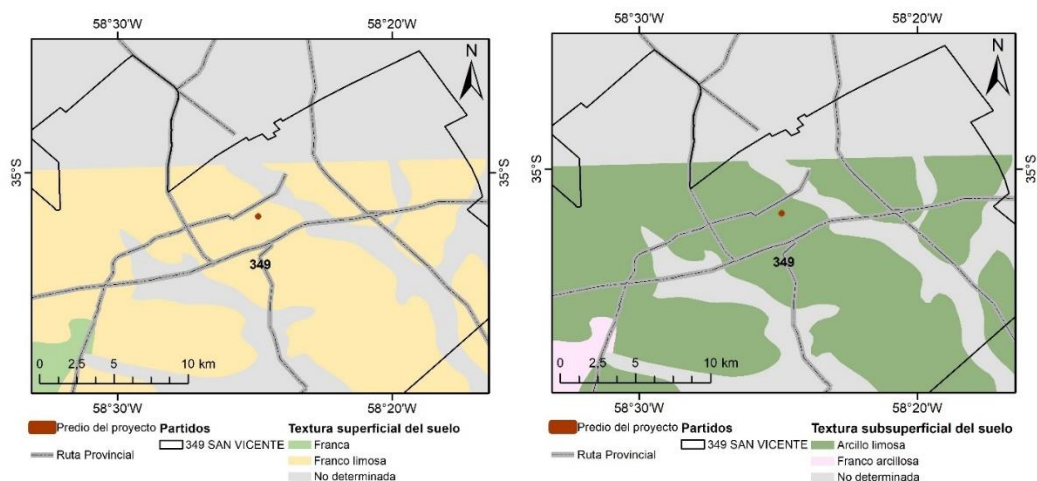 58°30'W
58°20'W
N
35°S
35°S
349
0 2,5 5 10 km
58°30'W
58°20'W
Predio del proyecto
Ruta Provincial
Partidos
349 SAN VICENTE
Textura superficial del suelo
Franca
Franco limosa
No determinada
58°30'W
58°20'W
N
35°S
35°S
349
0 2,5 5 10 km
58°30'W
58°20'W
Predio del proyecto
Ruta Provincial
Partidos
349 SAN VICENTE
Textura subsuperficial del suelo
Arcillo limosa
Franco arcillosa
No determinada